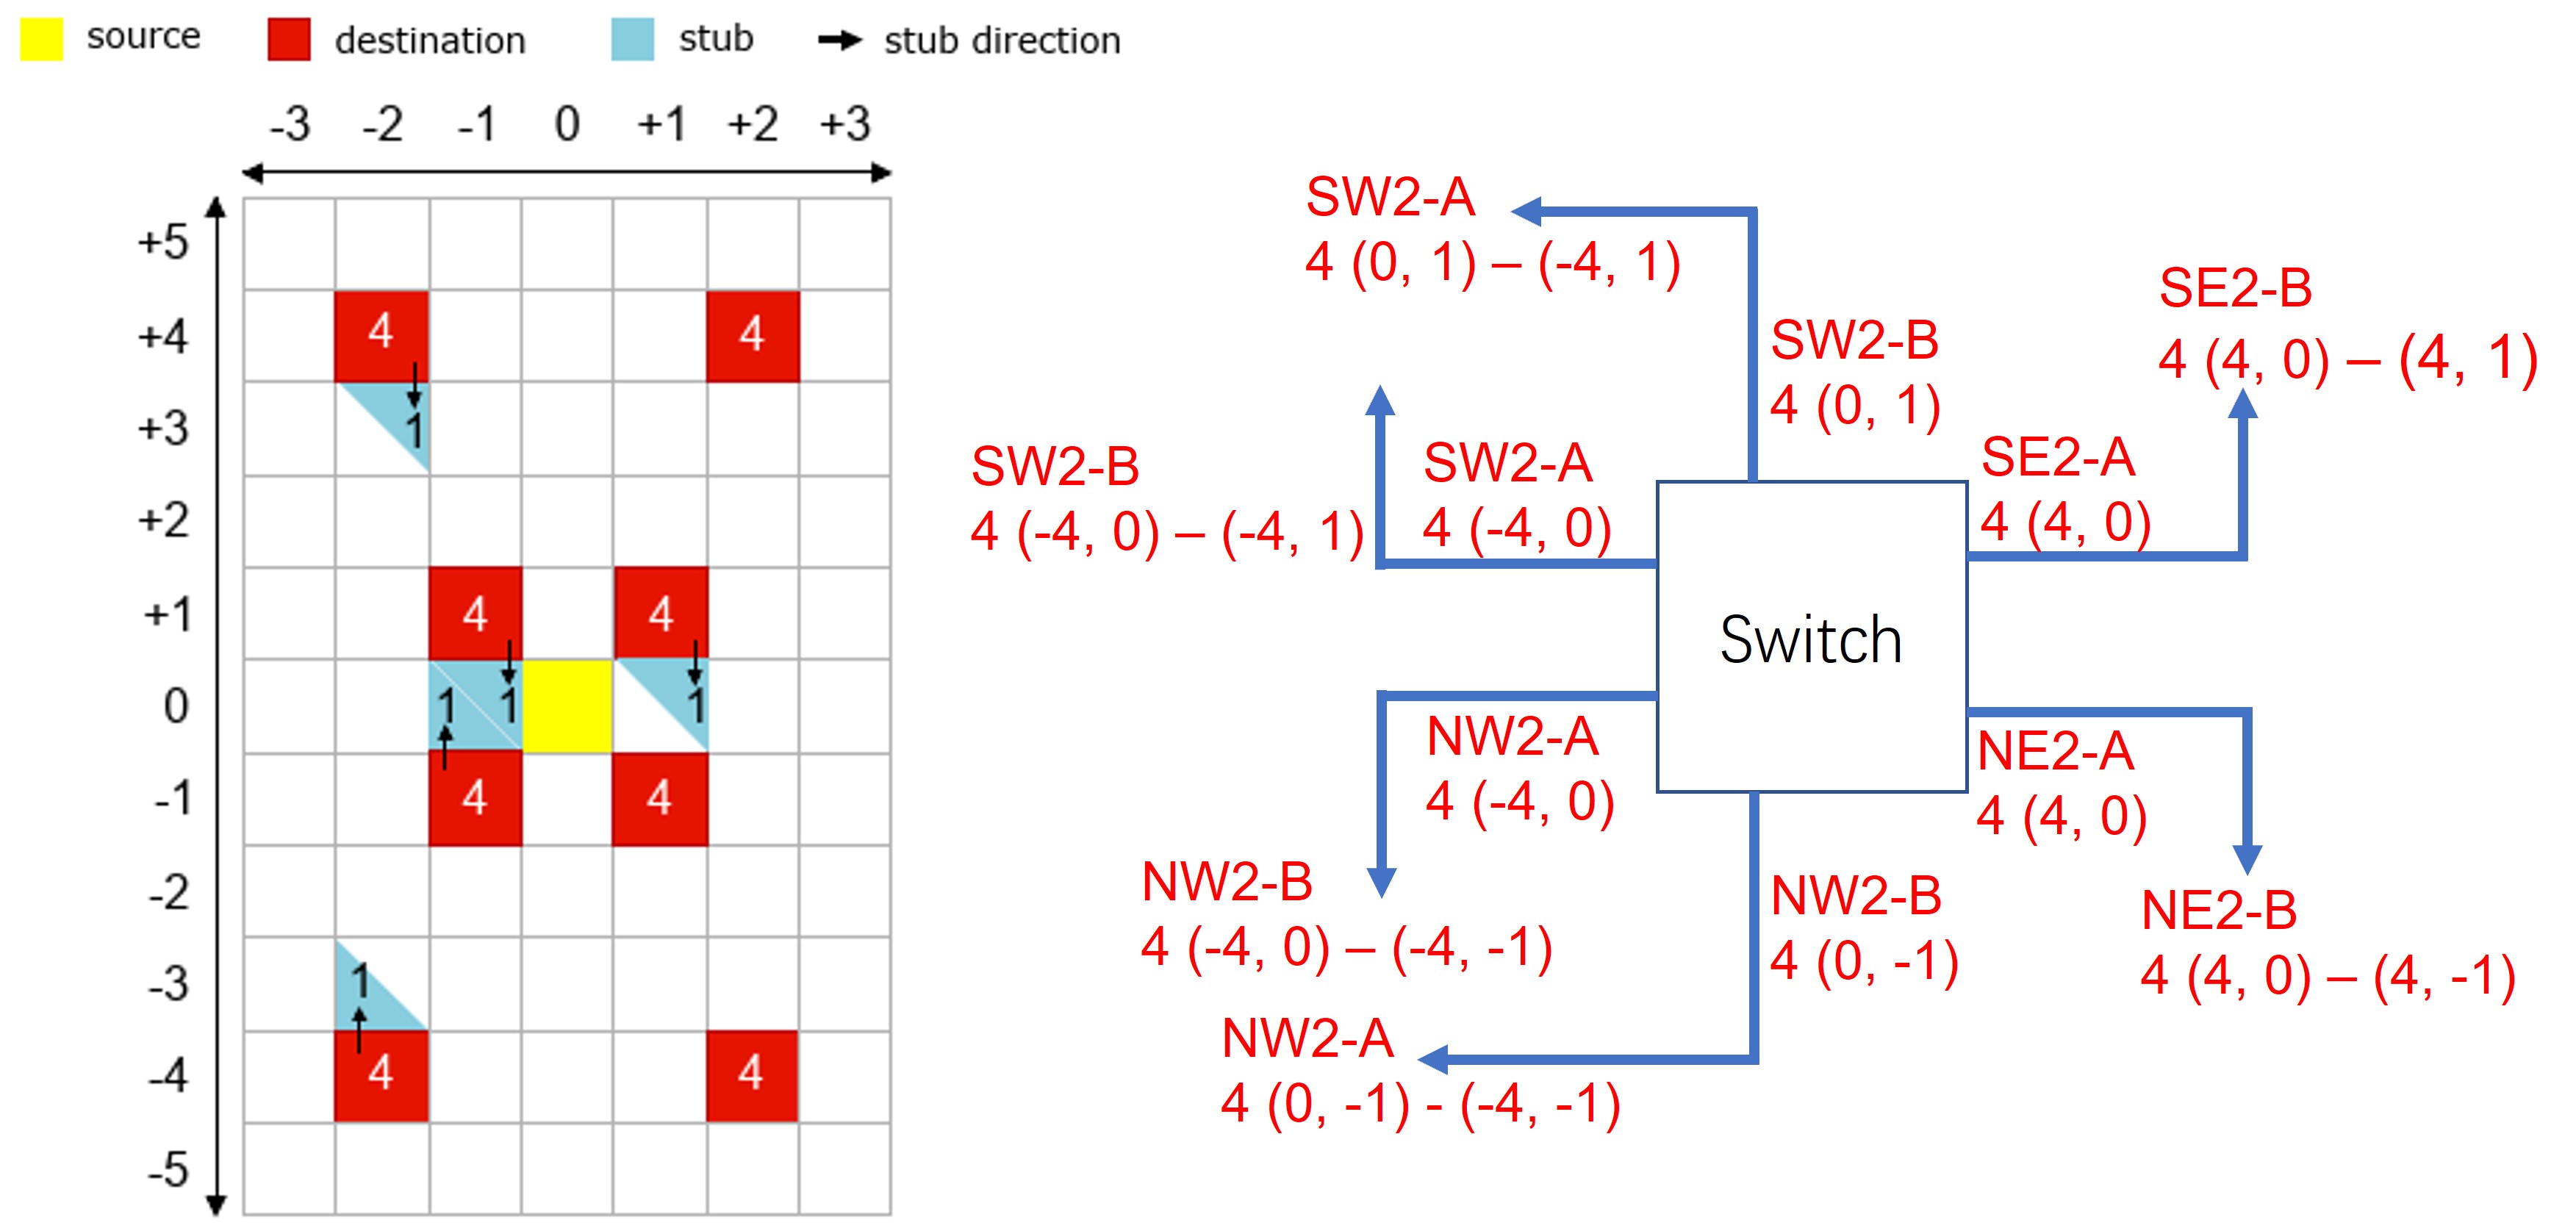 source destination stub stub direction
-3 -2 -1 0 +1 +2 +3
+5
+4 4 4
+3 1
+2
+1 4 4
0 1 1 1
-1 4 4
-2
-3 1
-4 4 4
-5
SW2-A
4 (0, 1) – (-4, 1)
SW2-B
4 (0, 1)
SE2-B
4 (4, 0) – (4, 1)
SW2-B
4 (-4, 0) – (-4, 1)
SW2-A
4 (-4, 0)
SE2-A
4 (4, 0)
Switch
NW2-A
4 (-4, 0)
NE2-A
4 (4, 0)
NW2-B
4 (-4, 0) – (-4, -1)
NW2-B
4 (0, -1)
NE2-B
4 (4, 0) – (4, -1)
NW2-A
4 (0, -1) - (-4, -1)